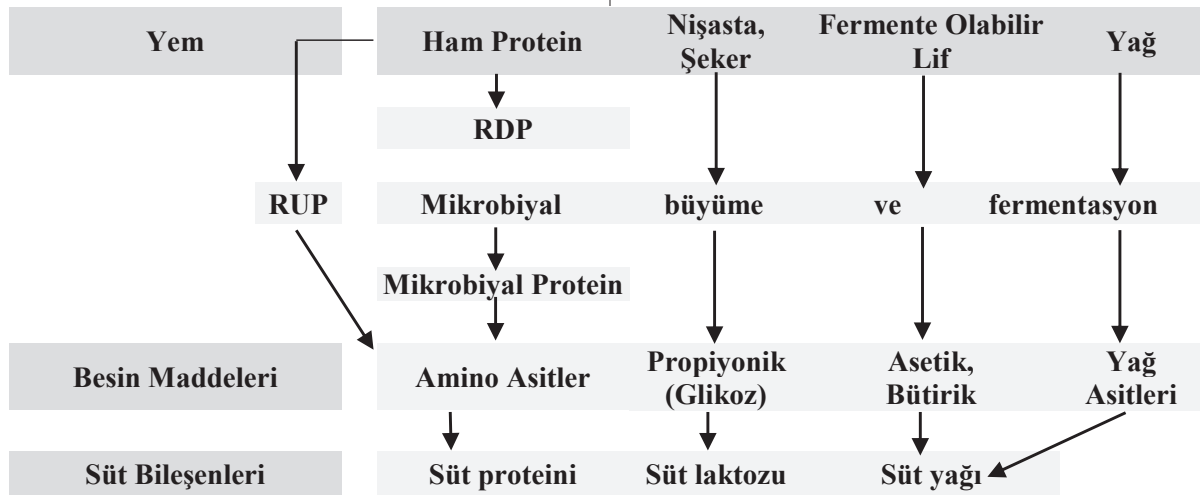 Yem Ham Protein Nişasta, Şeker Fermente Olabilir Lif Yağ
RDP
RUP Mikrobiyal büyüme ve fermentasyon
Mikrobiyal Protein
Besin Maddeleri Amino Asitler Propiyonik (Glikoz) Asetik, Bütirik Yağ Asitleri
Süt Bileşenleri Süt proteini Süt laktozu Süt yağı